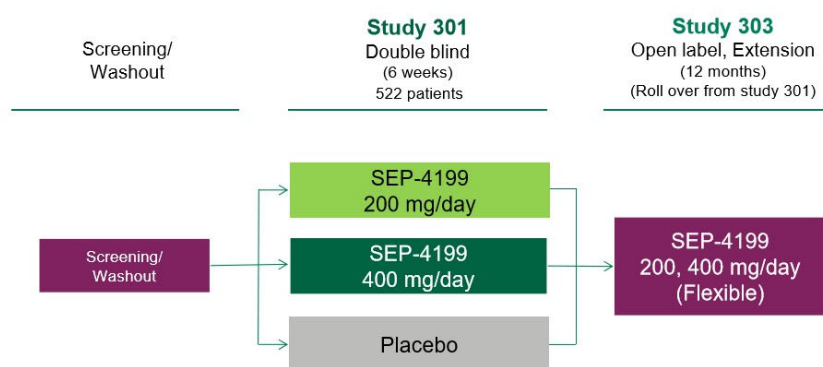 Screening/
Washout
Study 301
Double blind
(6 weeks)
522 patients
Study 303
Open label, Extension
(12 months)
(Roll over from study 301)
Screening/
Washout
SEP-4199
200 mg/day
SEP-4199
400 mg/day
Placebo
SEP-4199
200, 400 mg/day
(Flexible)